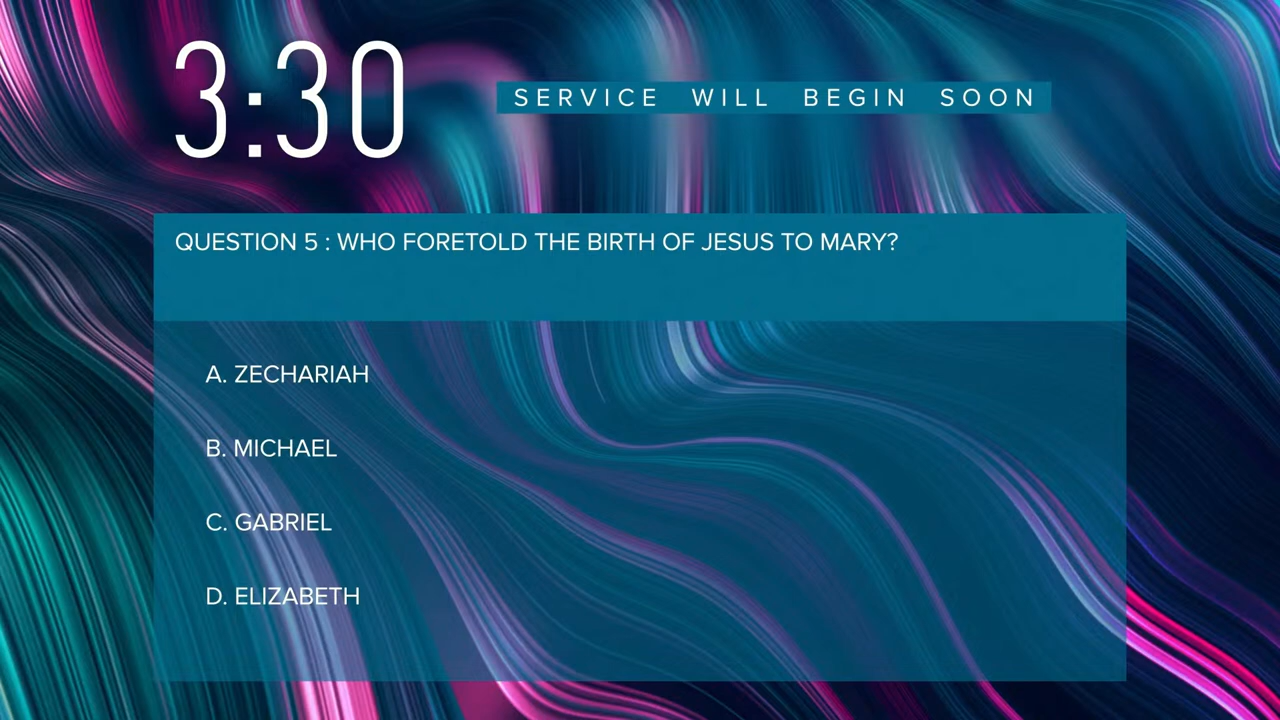 3:30
SERVICE WILL BEGIN SOON
QUESTION 5 : WHO FORETOLD THE BIRTH OF JESUS TO MARY?
A. ZECHARIAH
B. MICHAEL
C. GABRIEL
D. ELIZABETH